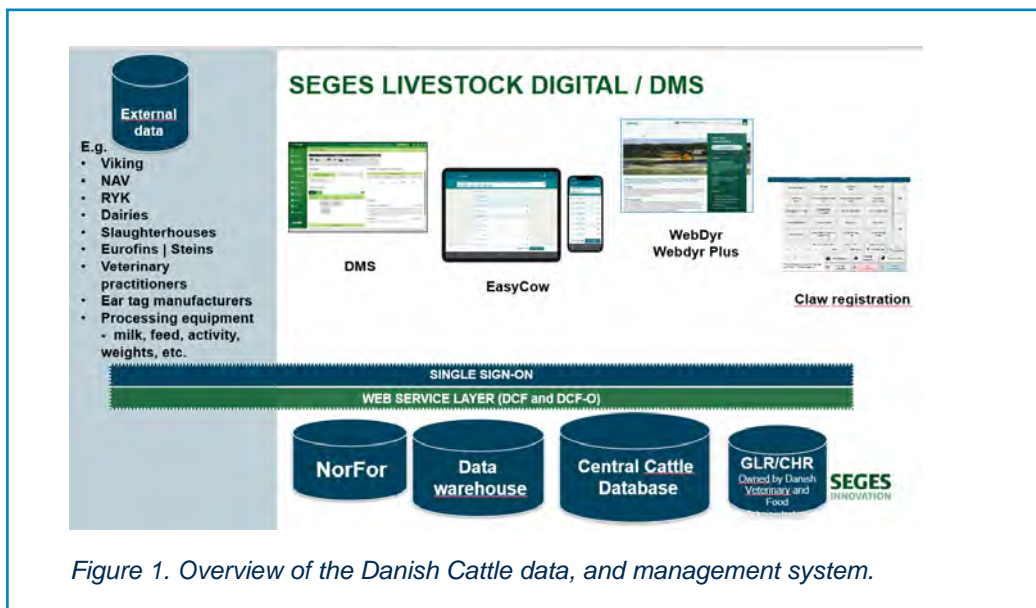 SEGES LIVESTOCK DIGITAL / DMS
External
data
E.g.
• Viking
• NAV
• RYK
• Dairies
• Slaughterhouses
• Eurofins | Steins
• Veterinary
practitioners
• Ear tag manufacturers
• Processing equipment
- milk, feed, activity,
weights, etc.
DMS
EasyCow
WebDyr
Webdyr Plus
Claw registration
SINGLE SIGN-ON
WEB SERVICE LAYER (DCF and DCF-O)
NorFor
Data
warehouse
Central Cattle
Database
GLR/CHR
Owned by Danish
Veterinary and
Food
SEGES
INNOVATION
Figure 1. Overview of the Danish Cattle data, and management system.